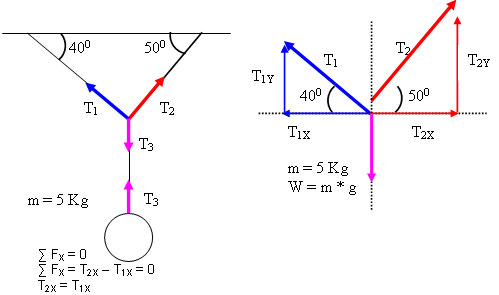 40⁰ 50⁰
T₁ T₂
T₃
T₃
m = 5 Kg
∑ Fx = 0
∑ Fx = T₂x – T₁x = 0
T₂x = T₁x
T₁ T₂
T₁Y T₂Y
40⁰ 50⁰
T₁X T₂X
m = 5 Kg
W = m * g